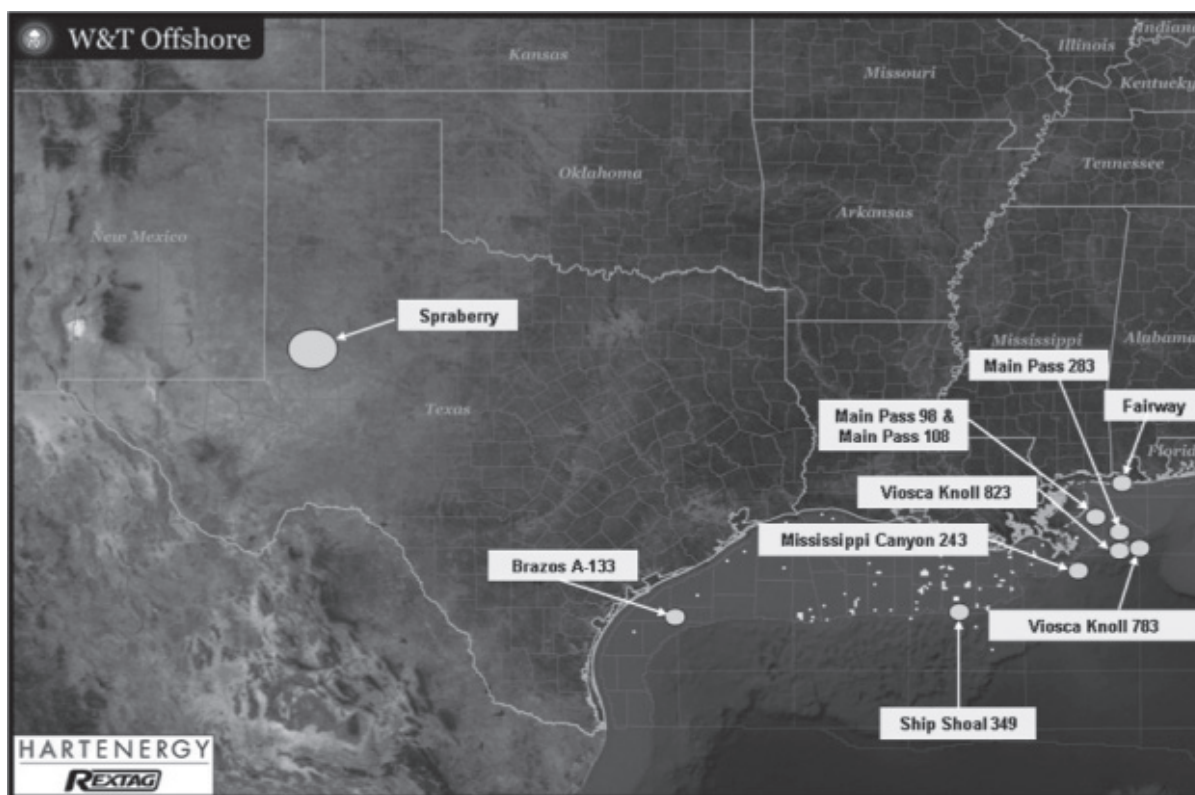 W&T Offshore
Kansas
Missouri
Illinois
Indiana
Kentucky
Oklahoma
Arkansas
Tennessee
New Mexico
Spraberry
Texas
Mississippi
Alabama
Main Pass 283
Fairway
Main Pass 98 &
Main Pass 108
Florid
Viosca Knoll 823
Mississippi Canyon 243
Brazos A-133
Viosca Knoll 783
Ship Shoal 349
HARTENERGY
REXTAG